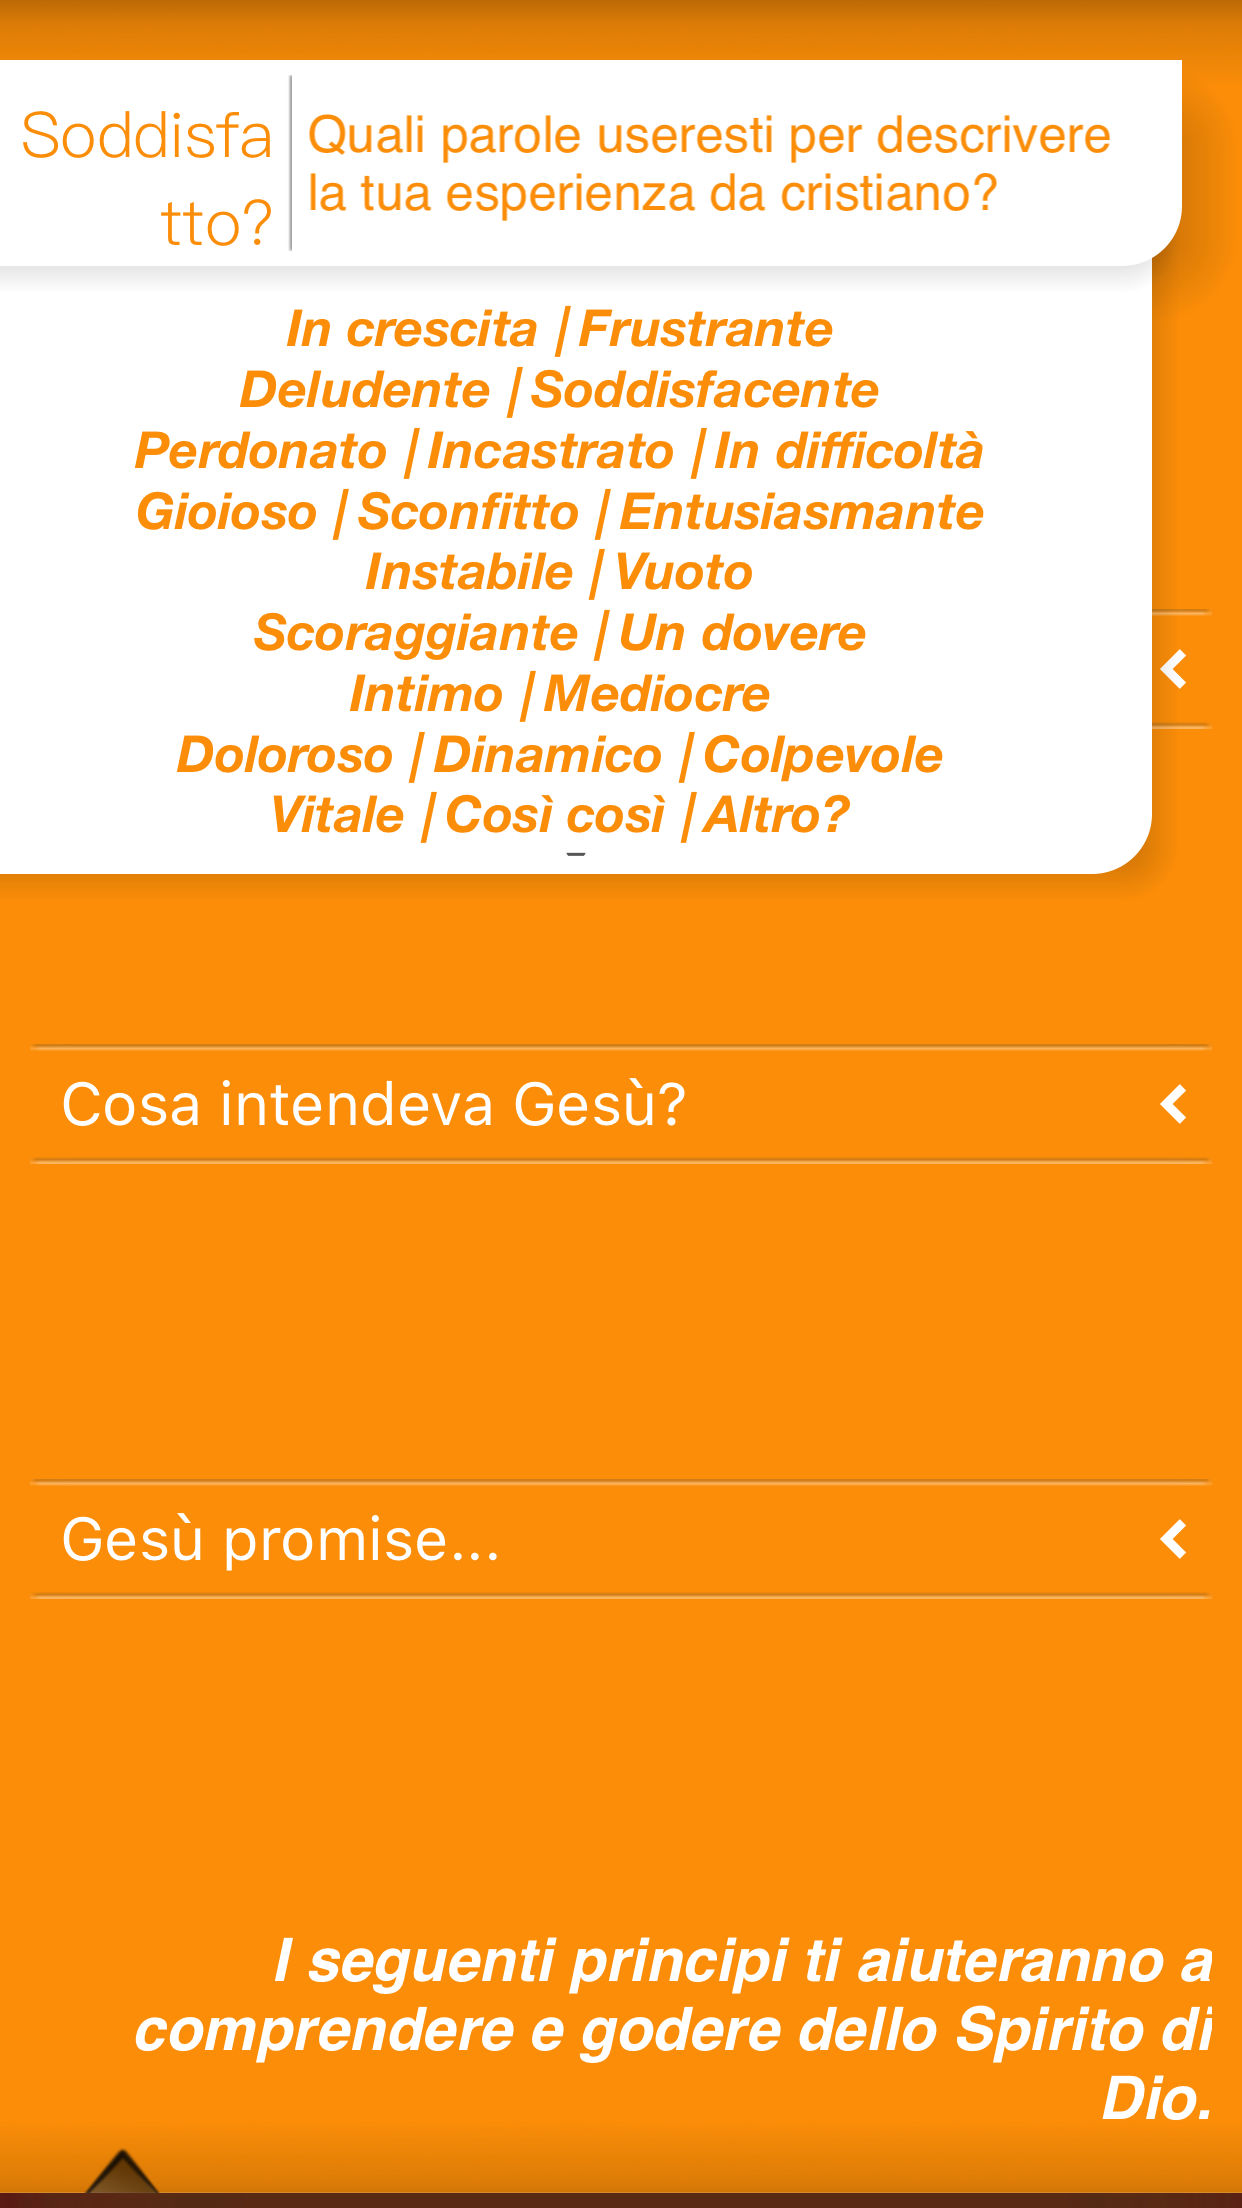 Soddisfa
tto?
Quali parole useresti per descrivere
la tua esperienza da cristiano?
In crescita | Frustrante
Deludente | Soddisfacente
Perdonato | Incastrato | In difficoltà
Gioioso | Sconfitto | Entusiasmante
Instabile | Vuoto
Scoraggiante | Un dovere
Intimo | Mediocre
Doloroso | Dinamico | Colpevole
Vitale | Così così | Altro?
Cosa intendeva Gesù?
Gesù promise...
I seguenti principi ti aiuteranno a
comprendere e godere dello Spirito di
Dio.